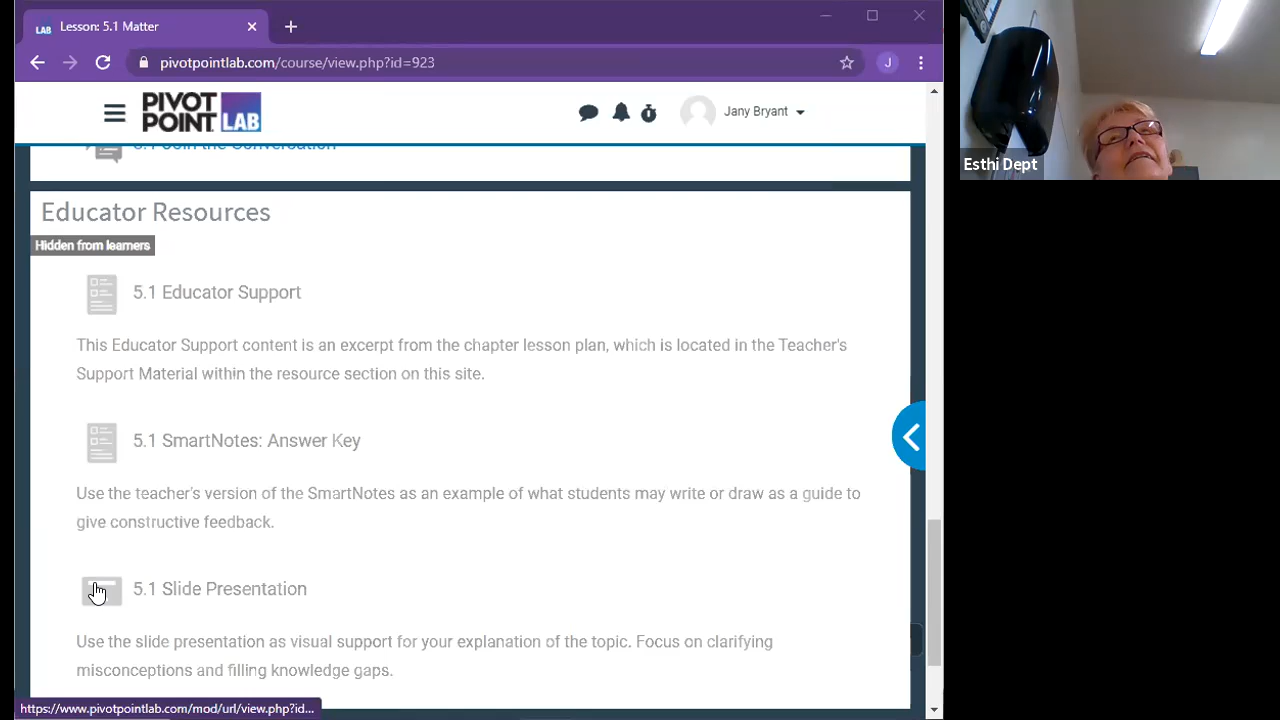 Lesson: 5.1 Matter
pivotpointlab.com/course/view.php?id=923
J
PIVOT
POINT LAB
Jany Bryant
5.1 Join the Conversation
Educator Resources
Hidden from learners
5.1 Educator Support
This Educator Support content is an excerpt from the chapter lesson plan, which is located in the Teacher's
Support Material within the resource section on this site.
5.1 SmartNotes: Answer Key
Use the teacher's version of the SmartNotes as an example of what students may write or draw as a guide to
give constructive feedback.
5.1 Slide Presentation
Use the slide presentation as visual support for your explanation of the topic. Focus on clarifying
misconceptions and filling knowledge gaps.
https://www.pivotpointlab.com/mod/url/view.php?id...
Esthi Dept